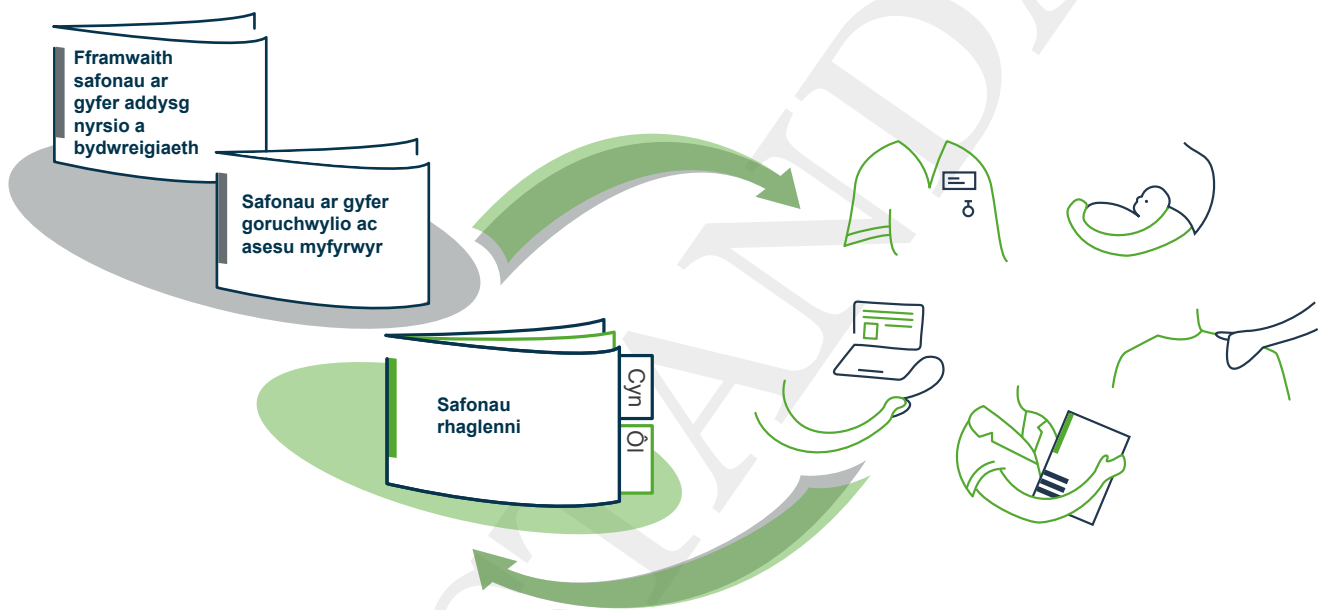 Fframwaith
safonau ar
gyfer addysg
nyrsio a
bydwreigiaeth
Safonau ar gyfer
goruchwylio ac
asesu myfyrwyr
Safonau
rhaglenni
Cyn
Ôl